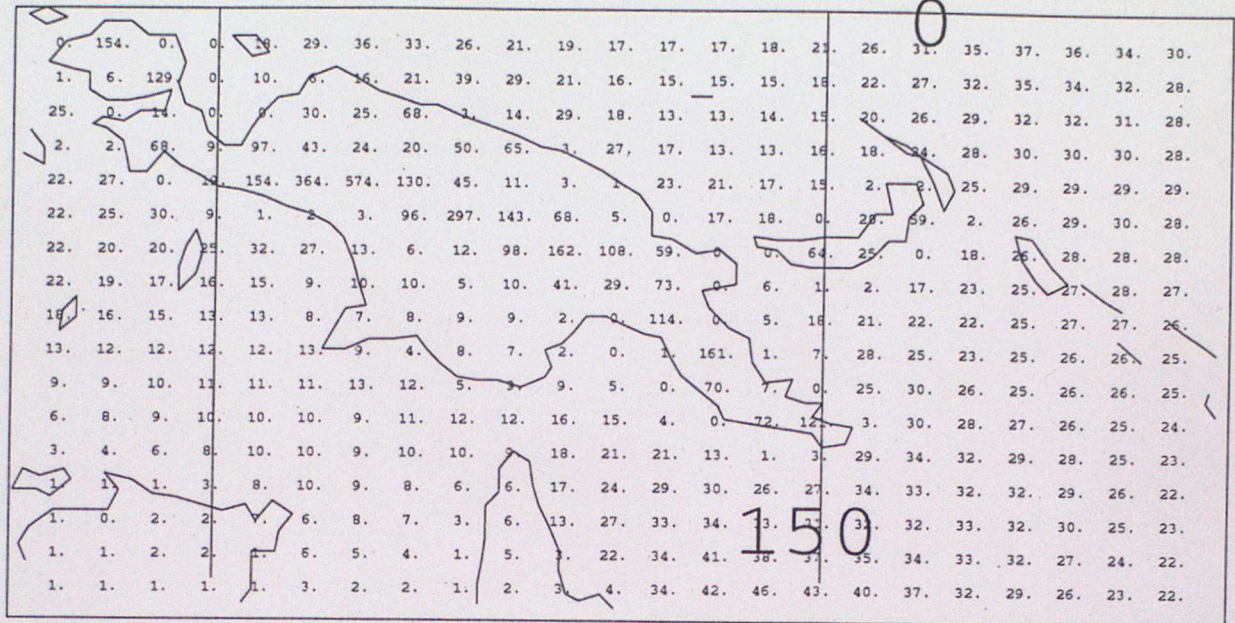 0
0. 154. 0. 0. 18. 29. 36. 33. 26. 21. 19. 17. 17. 17. 18. 21. 26. 31. 35. 37. 36. 34. 30.
1. 6. 129. 0. 10. 6. 16. 21. 39. 29. 21. 16. 15. 15. 15. 18. 22. 27. 32. 35. 34. 32. 28.
25. 0. 14. 0. 0. 30. 25. 68. 3. 14. 29. 18. 13. 13. 14. 15. 20. 26. 29. 32. 32. 31. 28.
2. 2. 68. 9. 97. 43. 24. 20. 50. 65. 3. 27. 17. 13. 13. 16. 18. 24. 28. 30. 30. 30. 28.
22. 27. 0. 154. 364. 574. 130. 45. 11. 3. 1. 23. 21. 17. 15. 2. 2. 25. 29. 29. 29. 29.
22. 25. 30. 9. 1. 2. 3. 96. 297. 143. 68. 5. 0. 17. 18. 0. 28. 59. 2. 26. 29. 30. 28.
22. 20. 20. 25. 32. 27. 13. 6. 12. 98. 162. 108. 59. 0. 0. 64. 25. 0. 18. 26. 28. 28. 28.
22. 19. 17. 16. 15. 9. 10. 10. 5. 10. 41. 29. 73. 0. 6. 1. 2. 17. 23. 25. 27. 28. 27.
18. 16. 15. 13. 13. 8. 7. 8. 9. 9. 2. 0. 114. 0. 5. 18. 21. 22. 22. 25. 27. 27. 26.
13. 12. 12. 12. 12. 13. 9. 4. 8. 7. 2. 0. 1. 161. 1. 7. 28. 25. 23. 25. 26. 26. 25.
9. 9. 10. 11. 11. 11. 13. 12. 5. 3. 9. 5. 0. 70. 7. 0. 25. 30. 26. 25. 26. 26. 25.
6. 8. 9. 10. 10. 10. 9. 11. 12. 12. 16. 15. 4. 0. 72. 3. 30. 28. 27. 26. 25. 24.
3. 4. 6. 8. 10. 10. 9. 10. 10. 9. 18. 21. 21. 13. 1. 3. 29. 34. 32. 29. 28. 25. 23.
1. 1. 1. 3. 8. 10. 9. 8. 6. 6. 17. 24. 29. 30. 26. 27. 34. 33. 32. 32. 29. 26. 22.
1. 0. 2. 2. 7. 6. 8. 7. 3. 6. 13. 27. 33. 34. 33. 32. 32. 33. 32. 30. 25. 23.
150
1. 1. 2. 2. 4. 6. 5. 4. 1. 5. 3. 22. 34. 41. 38. 37. 35. 34. 33. 32. 27. 24. 22.
1. 1. 1. 1. 1. 3. 2. 2. 1. 2. 3. 4. 34. 42. 46. 43. 40. 37. 32. 29. 26. 23. 22.